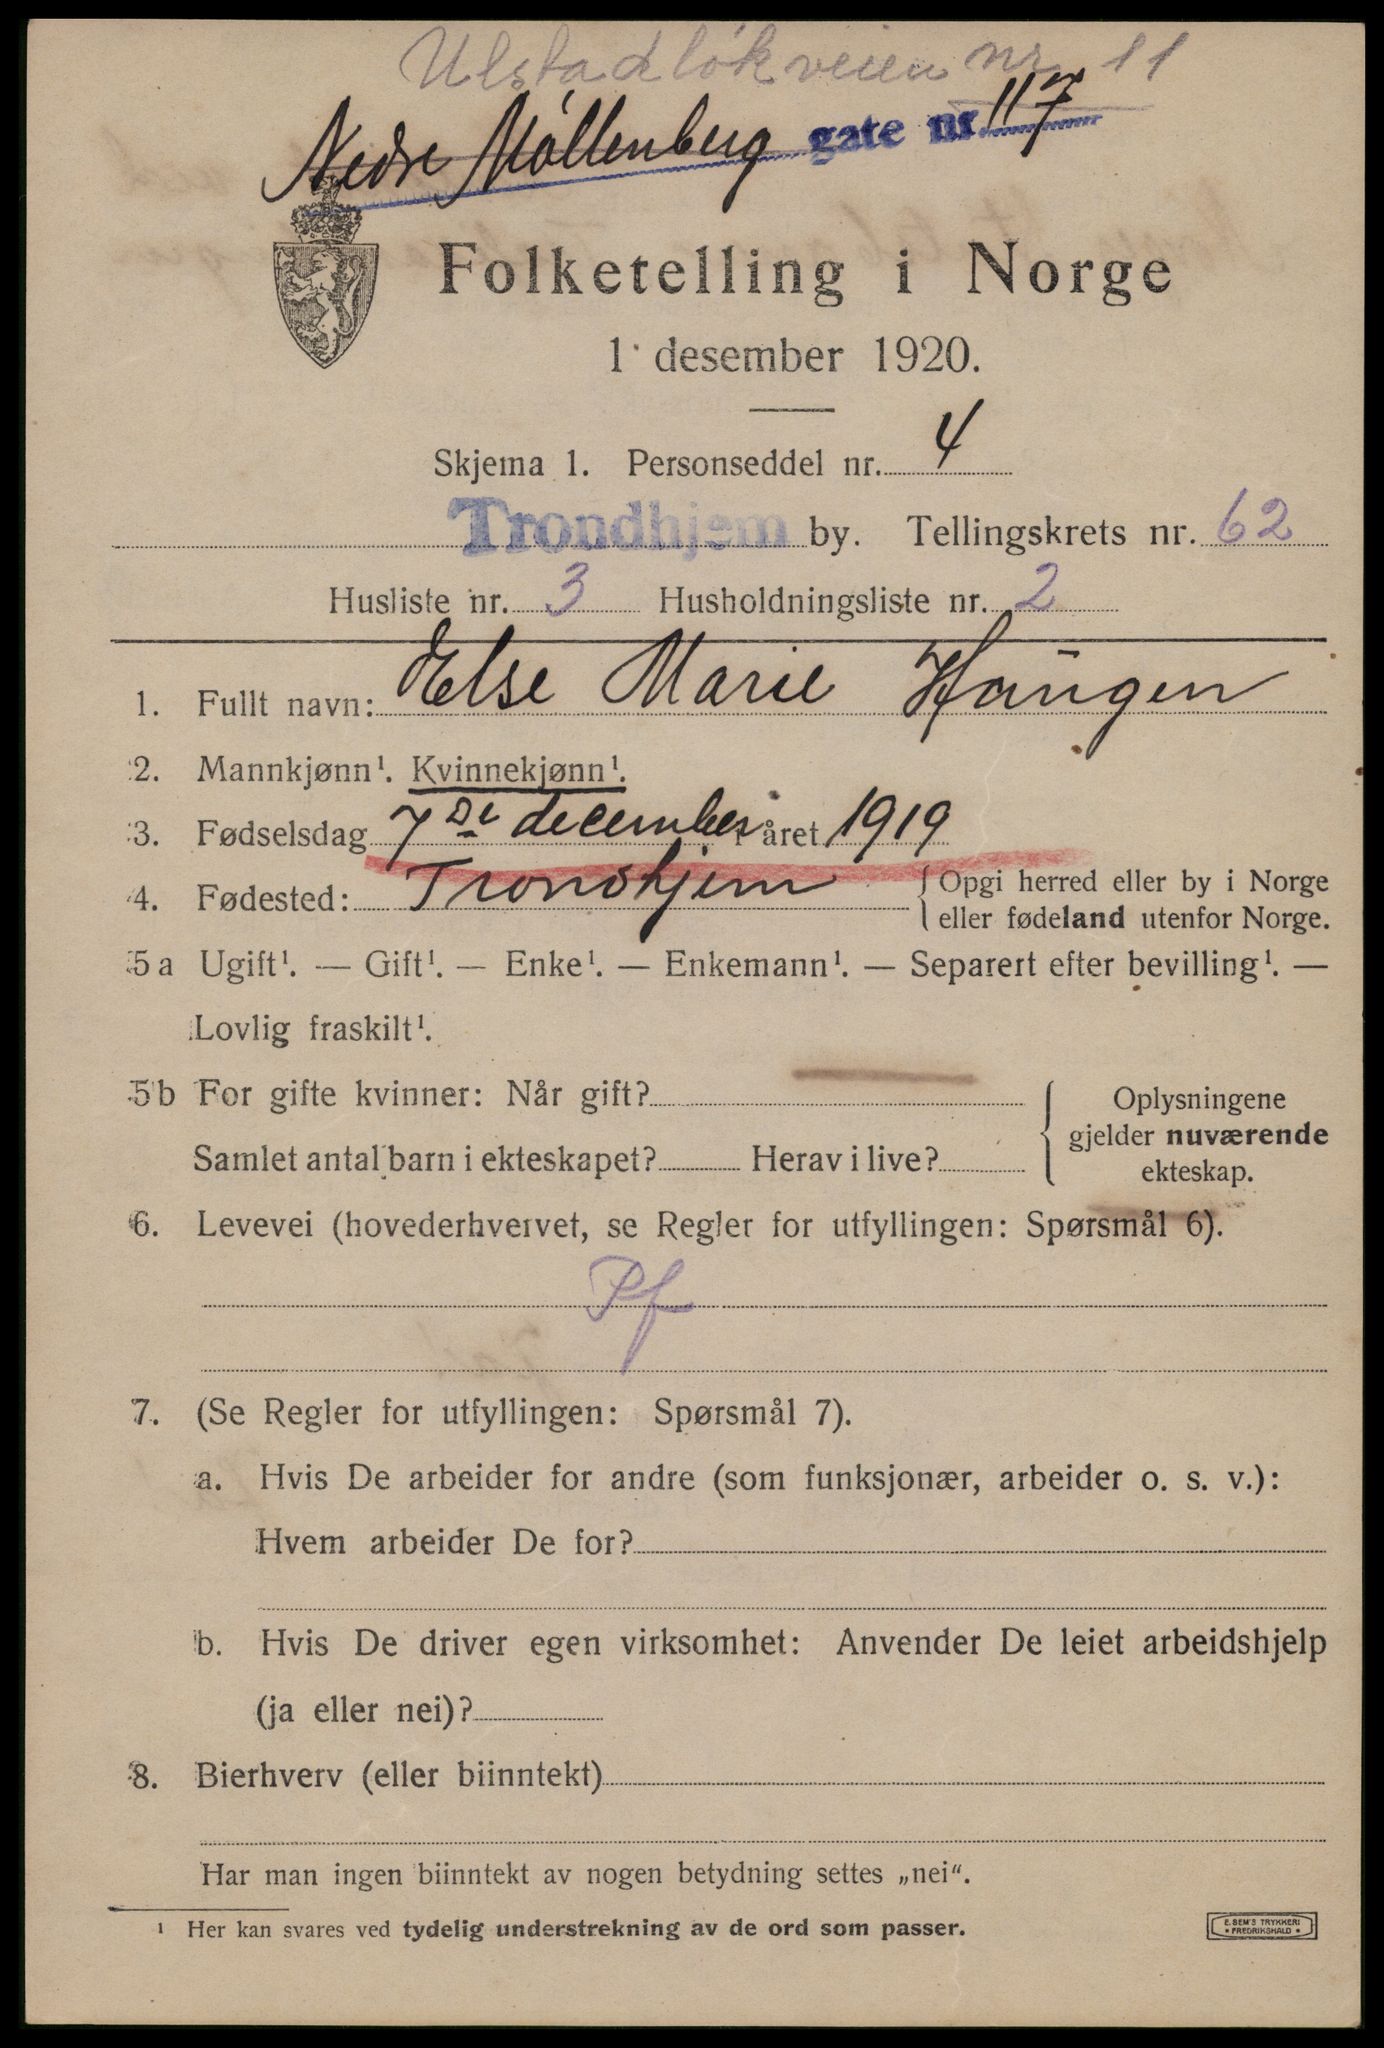 Ulstadløkveien nr 11
Nedre Møllenberg gate nr. 117
Folketelling i Norge
1 desember 1920.
Skjema 1. Personseddel nr. 4
Trondhjem by. Tellingskrets nr. 62
Husliste nr. 3 Husholdningsliste nr. 2
1. Fullt navn: Else Marie Haugen
2. Mannkjønn¹. Kvinnekjønn¹.
3. Fødselsdag 7de december i året 1919
4. Fødested: Trondhjem { Opgi herred eller by i Norge
eller fødeland utenfor Norge.
5a Ugift¹. — Gift¹. — Enke¹. — Enkemann¹. — Separert efter bevilling¹. —
Lovlig fraskilt¹.
5b For gifte kvinner: Når gift?
Samlet antal barn i ekteskapet? Herav i live?
Oplysningene
gjelder nuværende
ekteskap.
6. Levevei (hovederhvervet, se Regler for utfyllingen: Spørsmål 6).
Pf
7. (Se Regler for utfyllingen: Spørsmål 7).
a. Hvis De arbeider for andre (som funksjonær, arbeider o. s. v.):
Hvem arbeider De for?
b. Hvis De driver egen virksomhet: Anvender De leiet arbeidshjelp
(ja eller nei)?
8. Bierhverv (eller biinntekt)
Har man ingen biinntekt av nogen betydning settes „nei“.
¹ Her kan svares ved tydelig understrekning av de ord som passer.
E. SEM'S TRYKKERI
• FREDRIKSHALD •